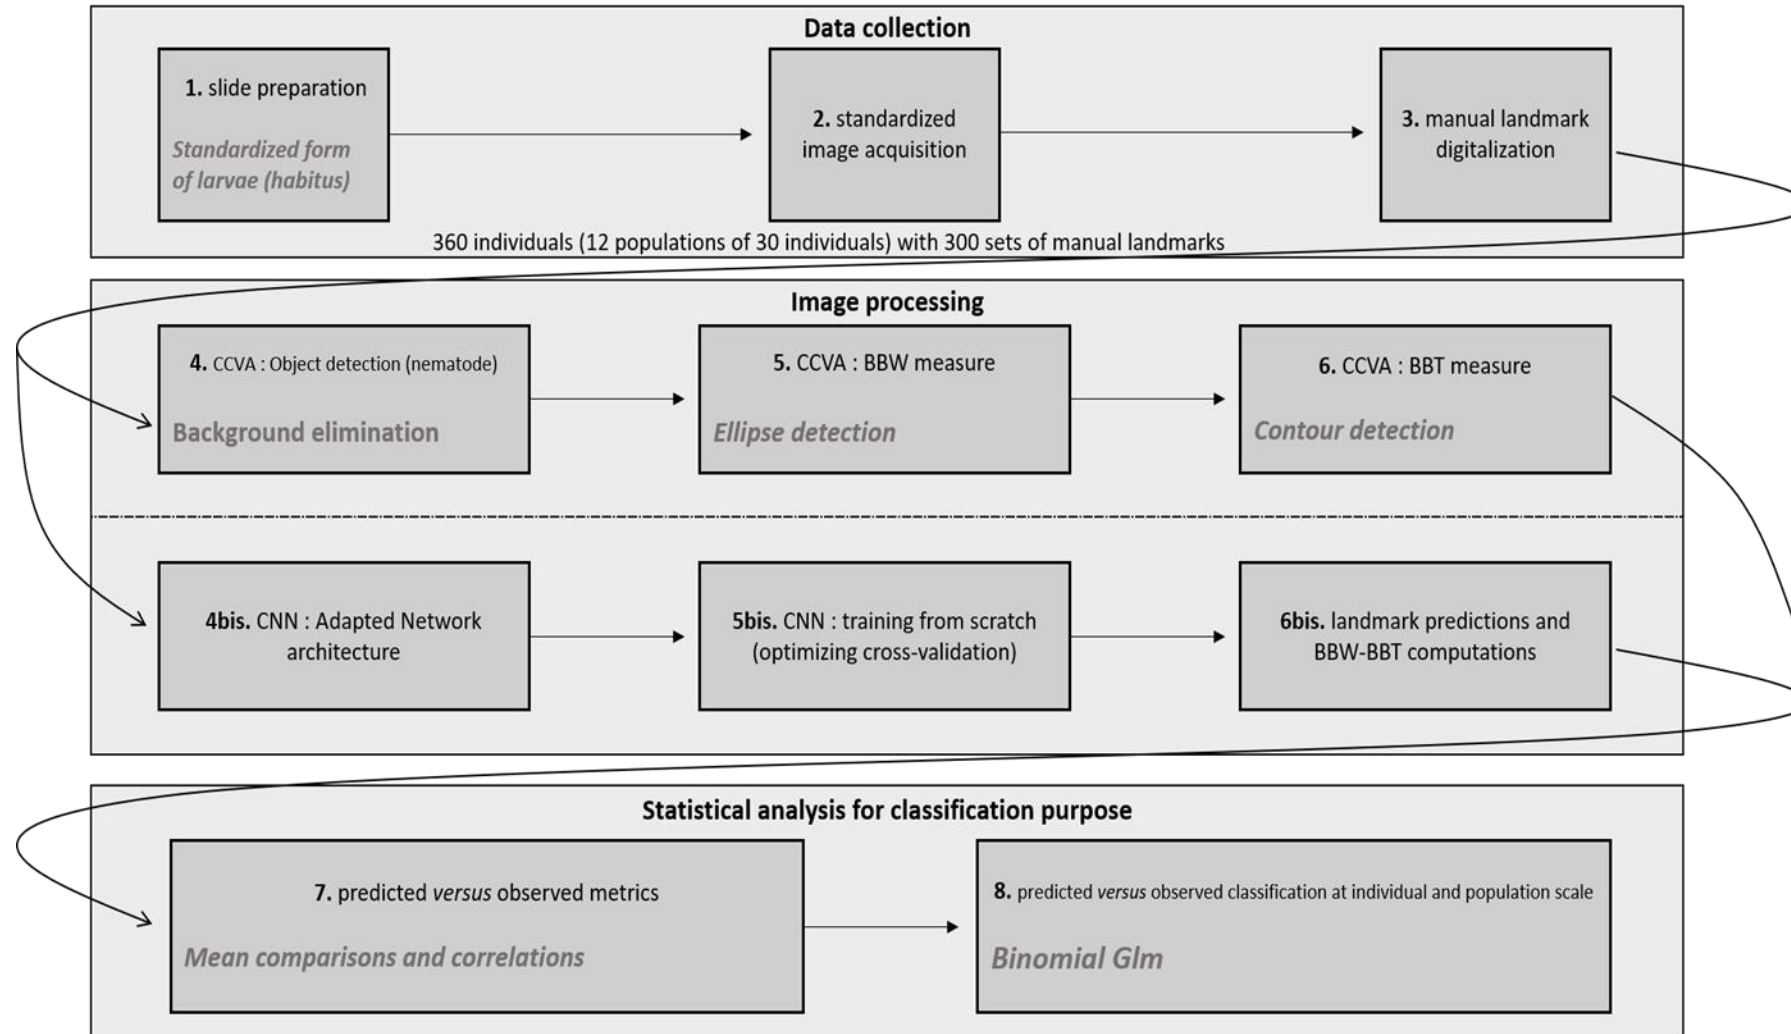 Data collection
1. slide preparation
Standardized form
of larvae (habitus)
2. standardized
image acquisition
3. manual landmark
digitalization
360 individuals (12 populations of 30 individuals) with 300 sets of manual landmarks
Image processing
4. CCVA : Object detection (nematode)
Background elimination
5. CCVA : BBW measure
Ellipse detection
6. CCVA : BBT measure
Contour detection
4bis. CNN : Adapted Network
architecture
5bis. CNN : training from scratch
(optimizing cross-validation)
6bis. landmark predictions and
BBW-BBT computations
Statistical analysis for classification purpose
7. predicted versus observed metrics
Mean comparisons and correlations
8. predicted versus observed classification at individual and population scale
Binomial Glm